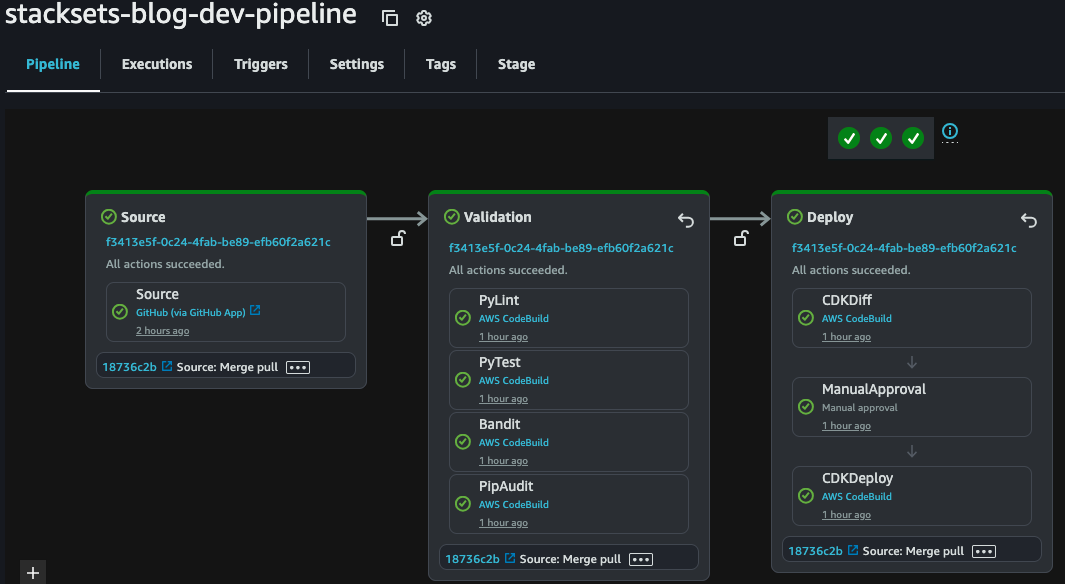 stacksets-blog-dev-pipeline
Pipeline
Executions
Triggers
Settings
Tags
Stage
Source
f3413e5f-0c24-4fab-be89-efb60f2a621c
All actions succeeded.
Source
GitHub (via GitHub App)
2 hours ago
18736c2b Source: Merge pull
Validation
f3413e5f-0c24-4fab-be89-efb60f2a621c
All actions succeeded.
PyLint
AWS CodeBuild
1 hour ago
PyTest
AWS CodeBuild
1 hour ago
Bandit
AWS CodeBuild
1 hour ago
PipAudit
AWS CodeBuild
1 hour ago
18736c2b Source: Merge pull
Deploy
f3413e5f-0c24-4fab-be89-efb60f2a621c
All actions succeeded.
CDKDiff
AWS CodeBuild
1 hour ago
ManualApproval
Manual approval
1 hour ago
CDKDeploy
AWS CodeBuild
1 hour ago
18736c2b Source: Merge pull